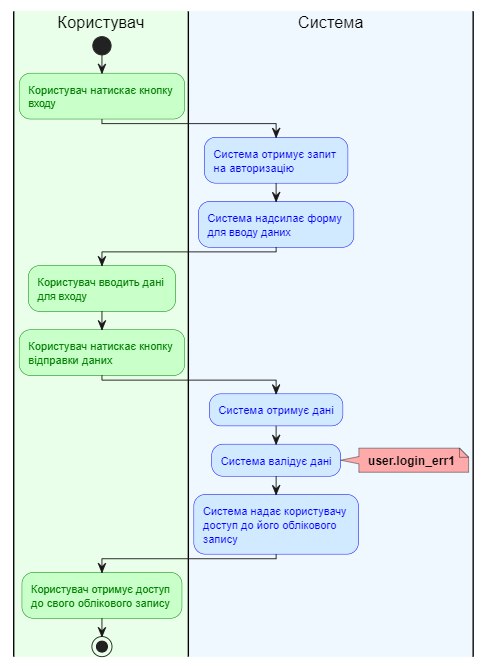 Користувач
Система
Користувач натискає кнопку
входу
Система отримує запит
на авторизацію
Система надсилає форму
для вводу даних
Користувач вводить дані
для входу
Користувач натискає кнопку
відправки даних
Система отримує дані
Система валідує дані
user.login_err1
Система надає користувачу
доступ до його облікового
запису
Користувач отримує доступ
до свого облікового запису